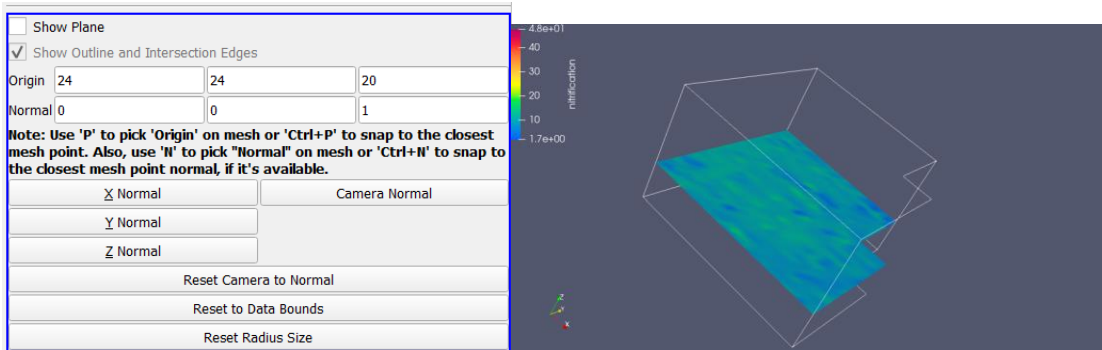 Show Plane
Show Outline and Intersection Edges
Origin 24 24 20
Normal 0 0 1
Note: Use 'P' to pick 'Origin' on mesh or 'Ctrl+P' to snap to the closest
mesh point. Also, use 'N' to pick "Normal" on mesh or 'Ctrl+N' to snap to
the closest mesh point normal, if it's available.
X Normal Camera Normal
Y Normal
Z Normal
Reset Camera to Normal
Reset to Data Bounds
Reset Radius Size
4.8e+01
40
30
20
10
1.7e+00
nitrification
Z
Y
X